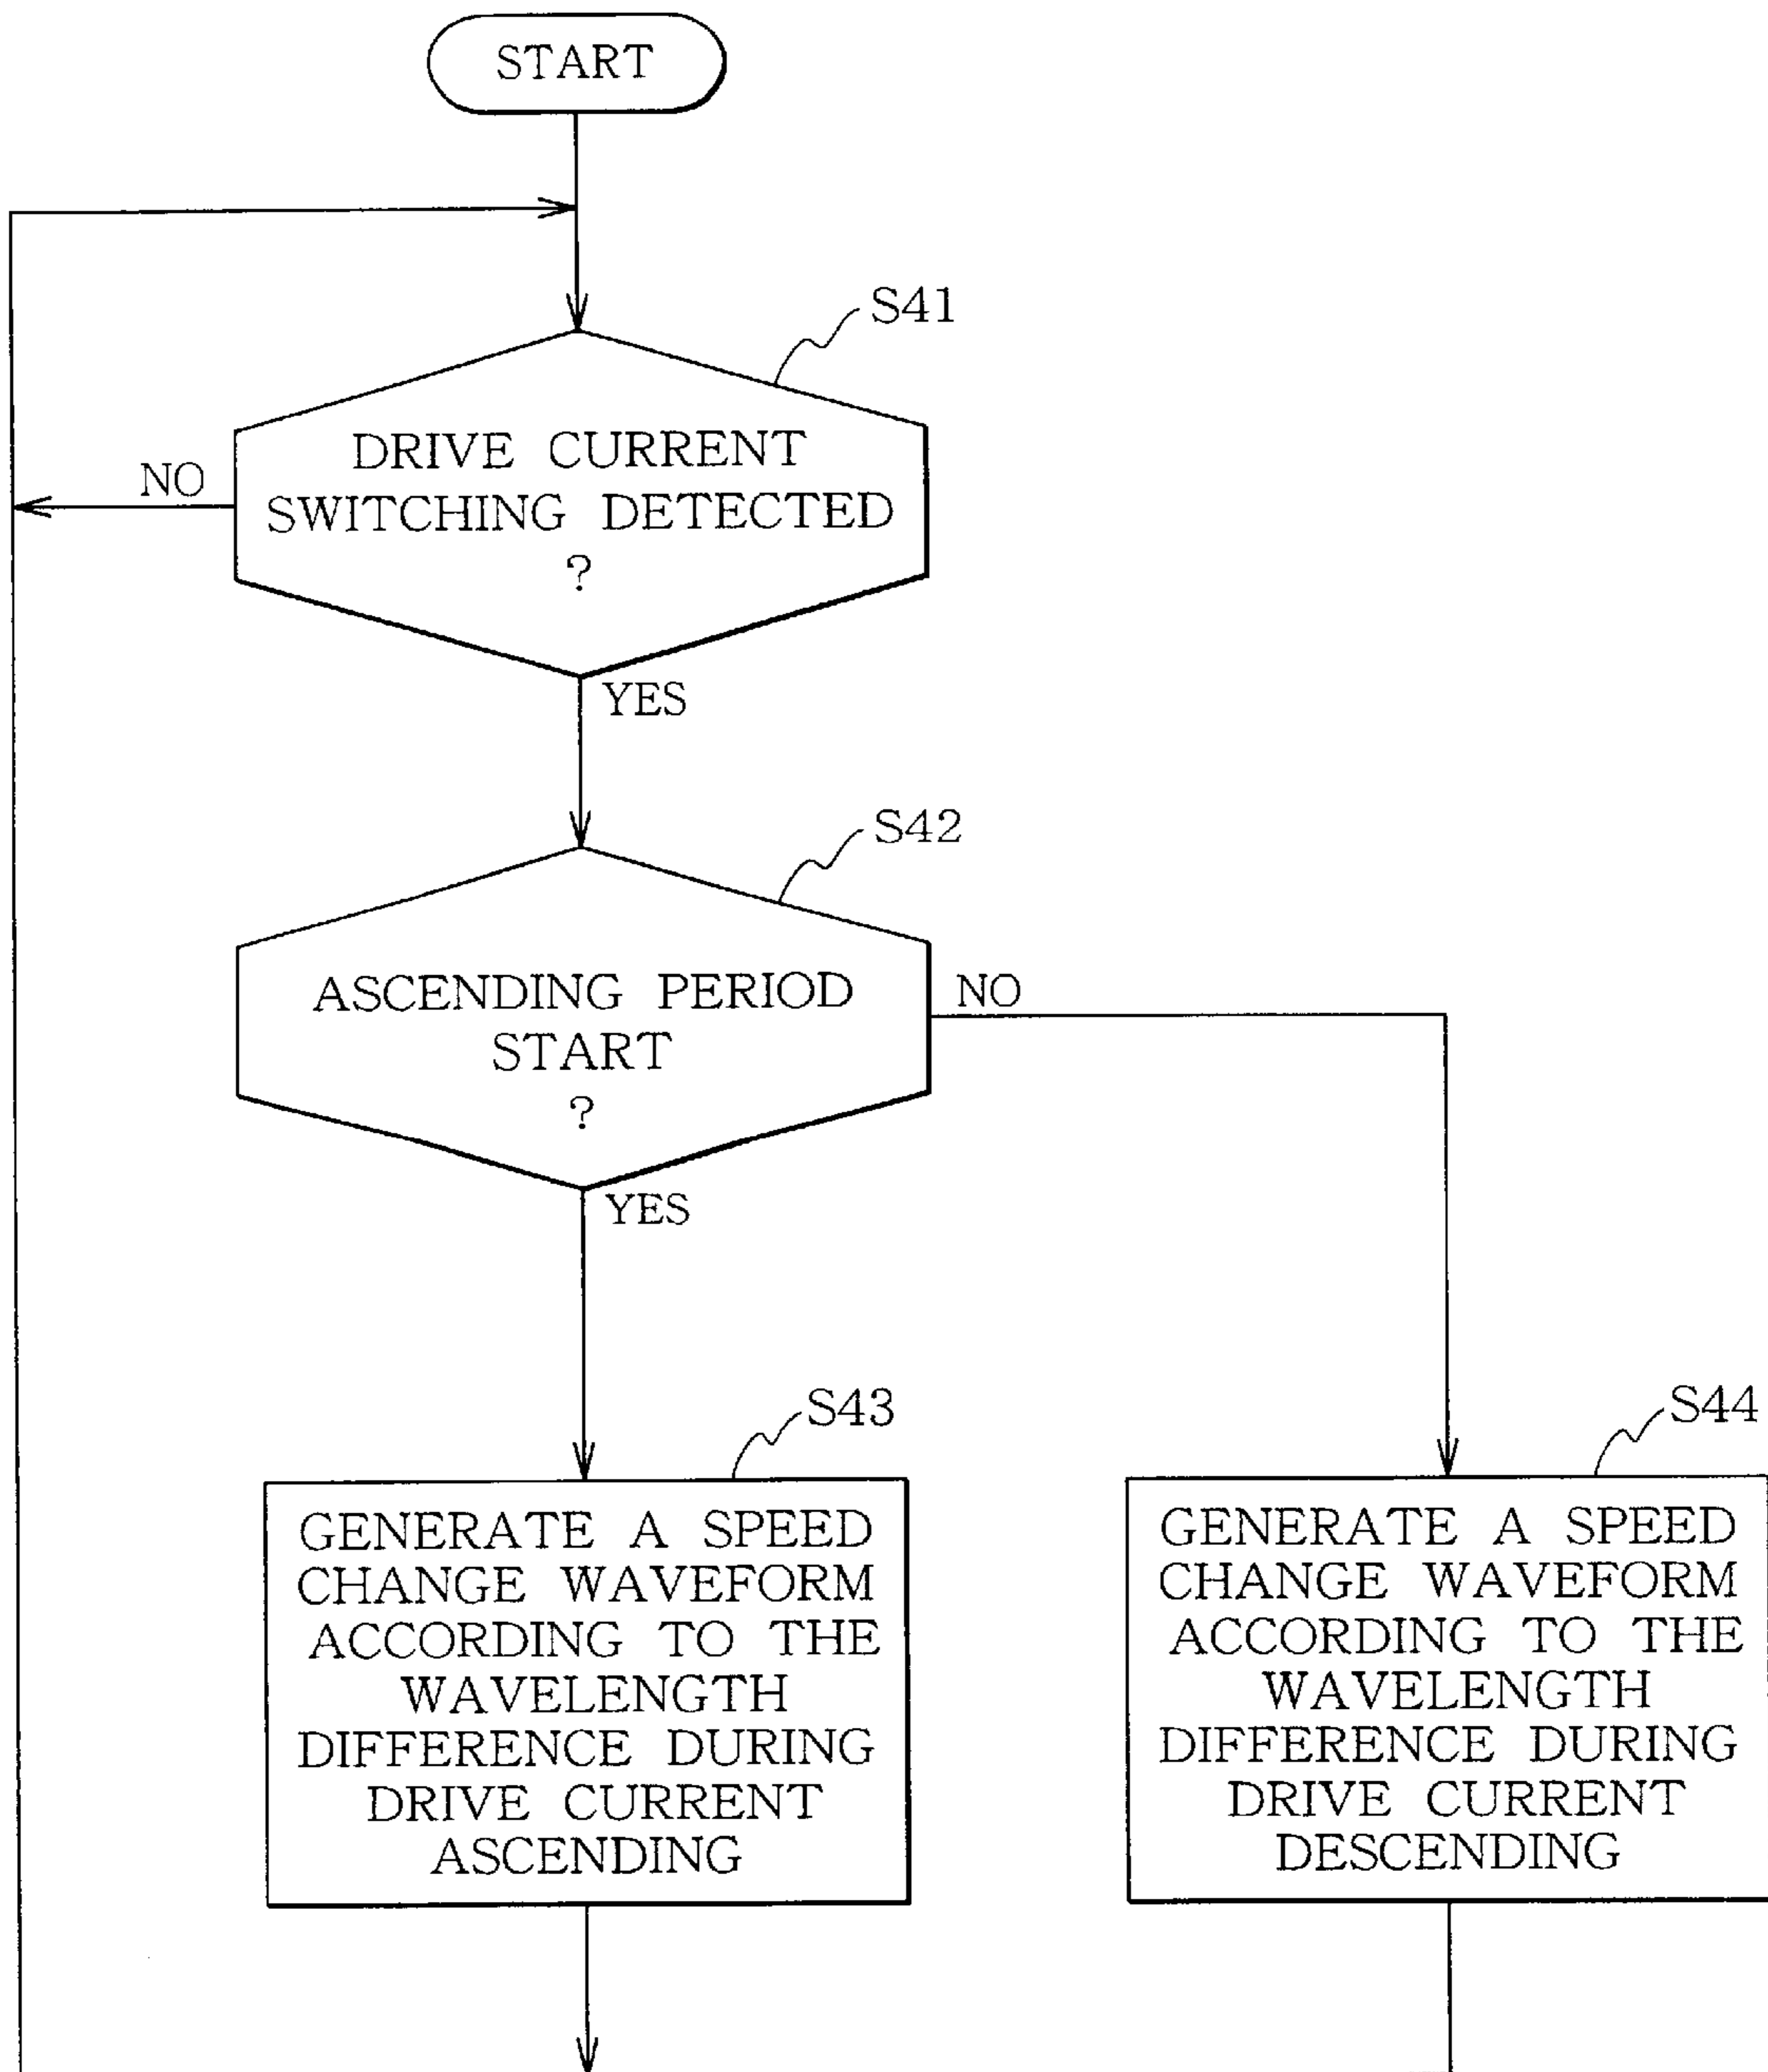 START
S41
DRIVE CURRENT
SWITCHING DETECTED
?
NO
YES
S42
ASCENDING PERIOD
START
?
NO
YES
S43
GENERATE A SPEED
CHANGE WAVEFORM
ACCORDING TO THE
WAVELENGTH
DIFFERENCE DURING
DRIVE CURRENT
ASCENDING
S44
GENERATE A SPEED
CHANGE WAVEFORM
ACCORDING TO THE
WAVELENGTH
DIFFERENCE DURING
DRIVE CURRENT
DESCENDING